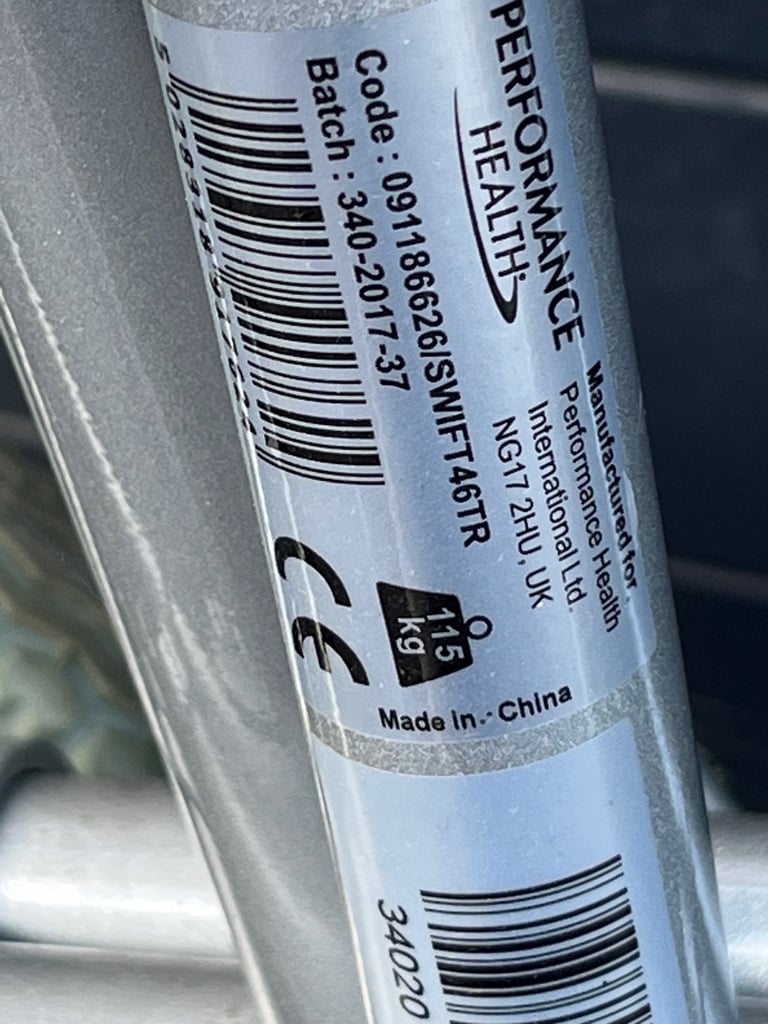 PERFORMANCE
HEALTH
Manufactured for
Performance Health
International Ltd.
NG17 2HU, UK
Code : 091186626/SWIFT46TR
Batch : 340-2017-37
115
kg
CE
Made in: China
34020